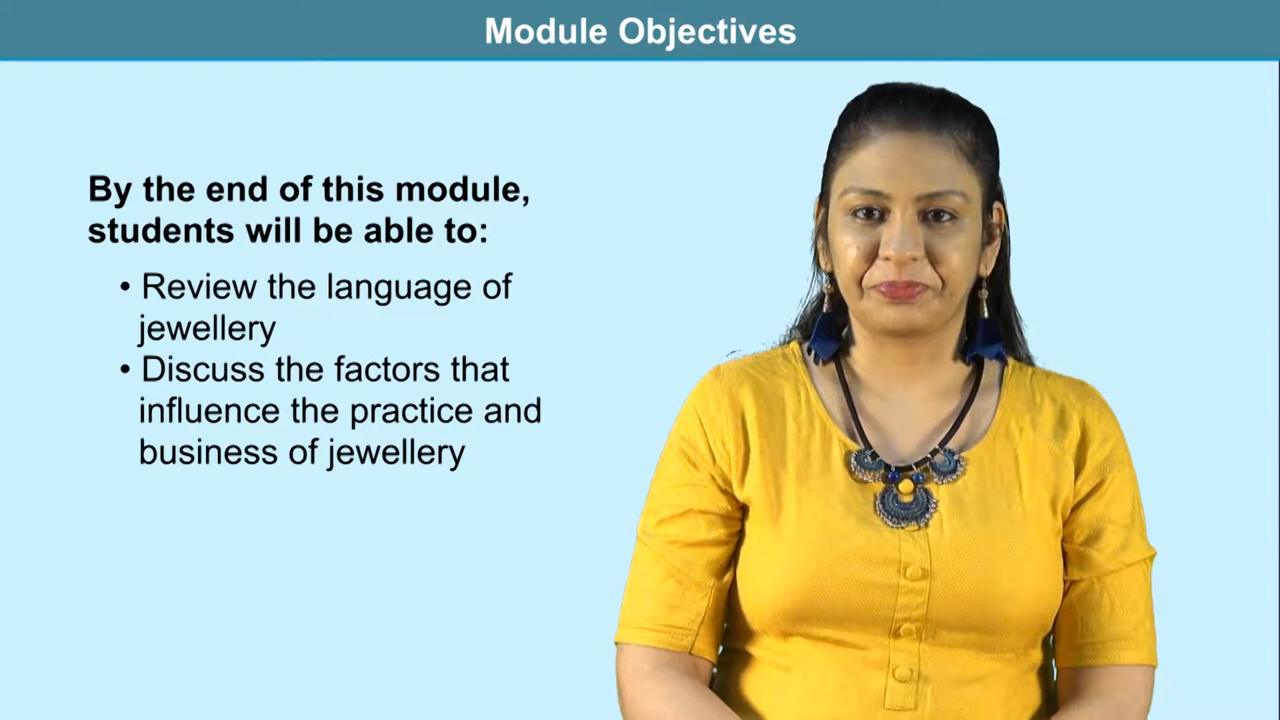 Module Objectives
By the end of this module,
students will be able to:
• Review the language of
jewellery
• Discuss the factors that
influence the practice and
business of jewellery